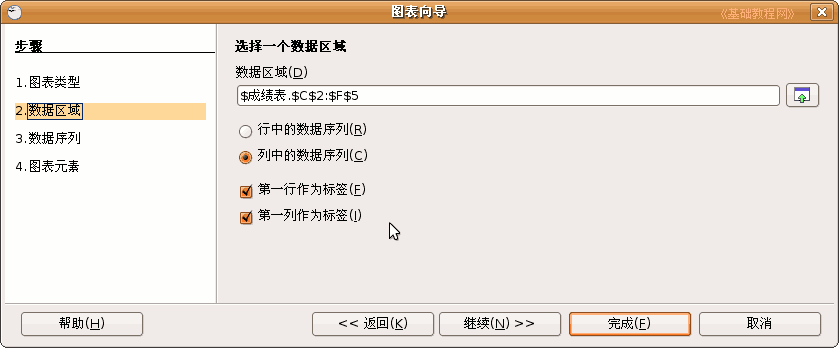 图表向导
《基础教程网》
步骤
1.图表类型
2.数据区域
3.数据序列
4.图表元素
选择一个数据区域
数据区域(D)
$成绩表.$C$2:$F$5
行中的数据序列(R)
列中的数据序列(C)
第一行作为标签(F)
第一列作为标签(I)
帮助(H)
<< 返回(K)
继续(N) >>
完成(F)
取消